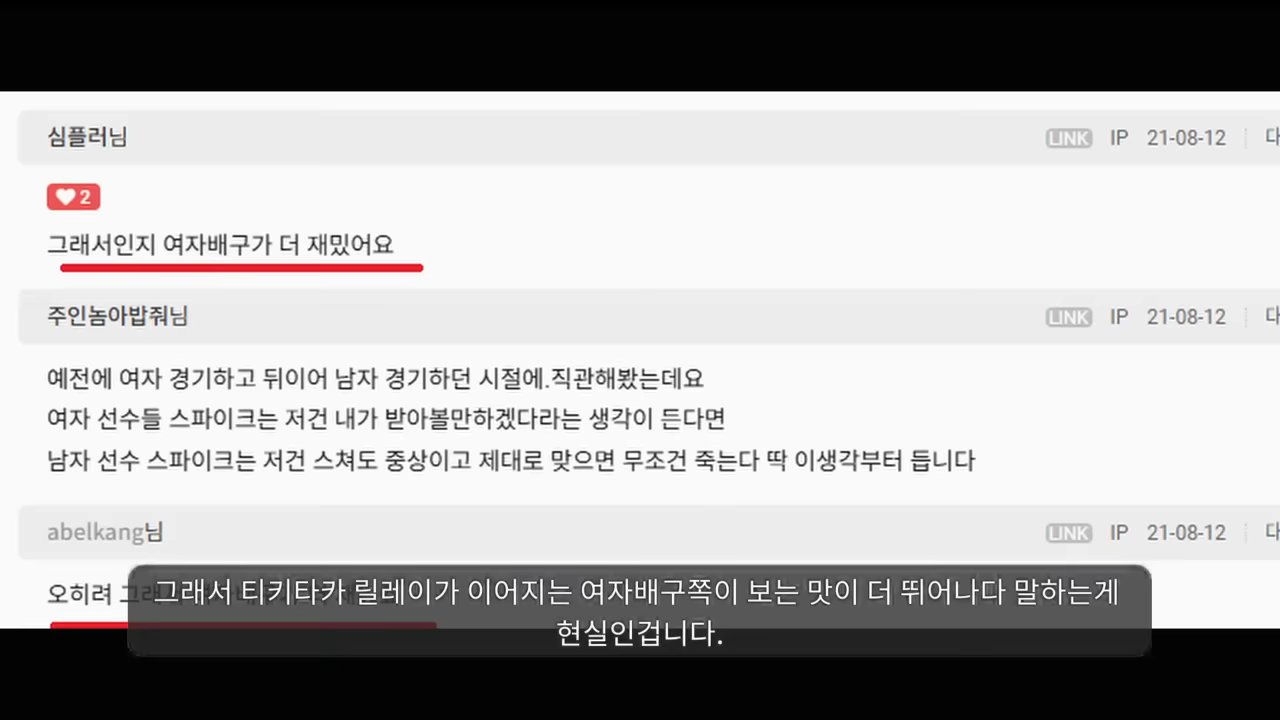 심플러님
LINK IP 21-08-12
2
그래서인지 여자배구가 더 재밌어요
주인놈아밥줘님
LINK IP 21-08-12
예전에 여자 경기하고 뒤이어 남자 경기하던 시절에.직관해봤는데요
여자 선수들 스파이크는 저건 내가 받아볼만하겠다라는 생각이 든다면
남자 선수 스파이크는 저건 스쳐도 중상이고 제대로 맞으면 무조건 죽는다 딱 이생각부터 듭니다
abelkang님
LINK IP 21-08-12
오히려
그래서 티키타카 릴레이가 이어지는 여자배구쪽이 보는 맛이 더 뛰어나다 말하는게
현실인겁니다.